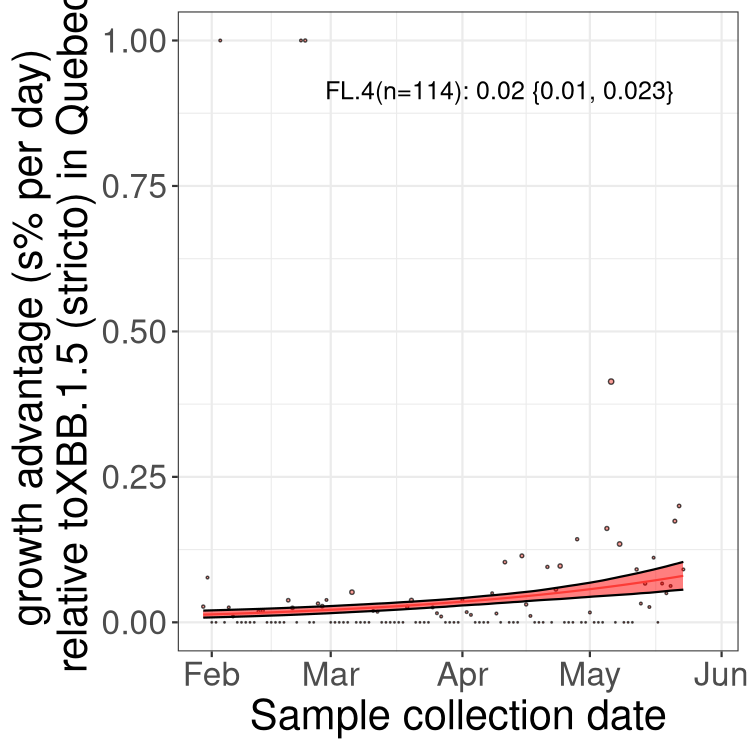 growth advantage (s% per day)
relative toXBB.1.5 (stricto) in Quebec
1.00
0.75
0.50
0.25
0.00
FL.4(n=114): 0.02 {0.01, 0.023}
Feb Mar Apr May Jun
Sample collection date